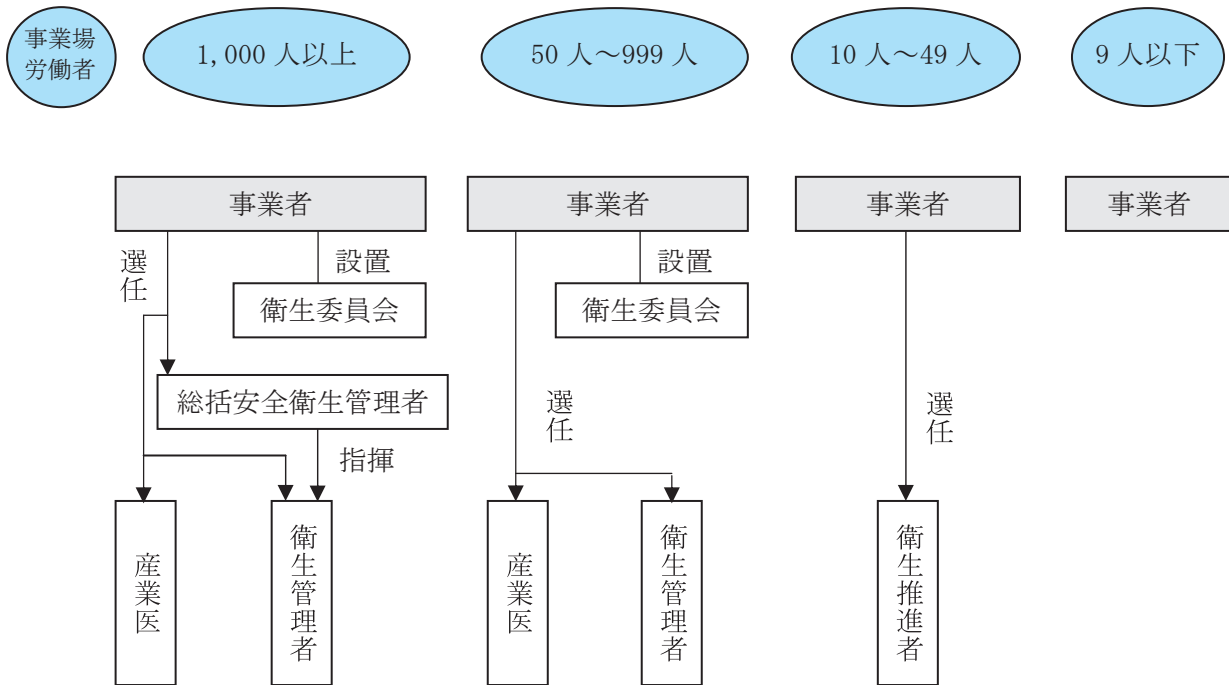 事業場
労働者
1,000 人以上
50 人～999 人
10 人～49 人
9 人以下
事業者
事業者
事業者
事業者
選任
設置
衛生委員会
設置
衛生委員会
総括安全衛生管理者
選任
選任
指揮
産業医
衛生管理者
産業医
衛生管理者
衛生推進者